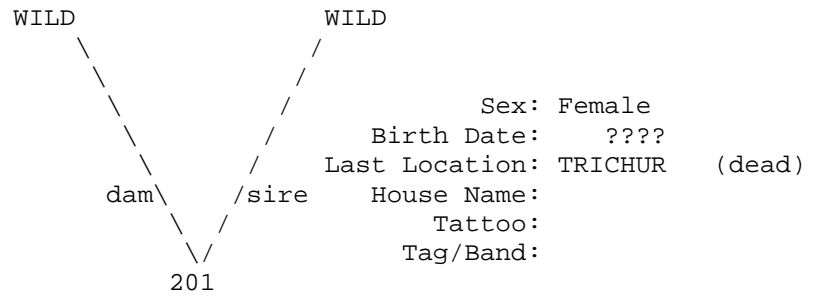 WILD WILD
Sex: Female
Birth Date: ????
Last Location: TRICHUR (dead)
dam\ /sire House Name:
Tattoo:
Tag/Band:
201